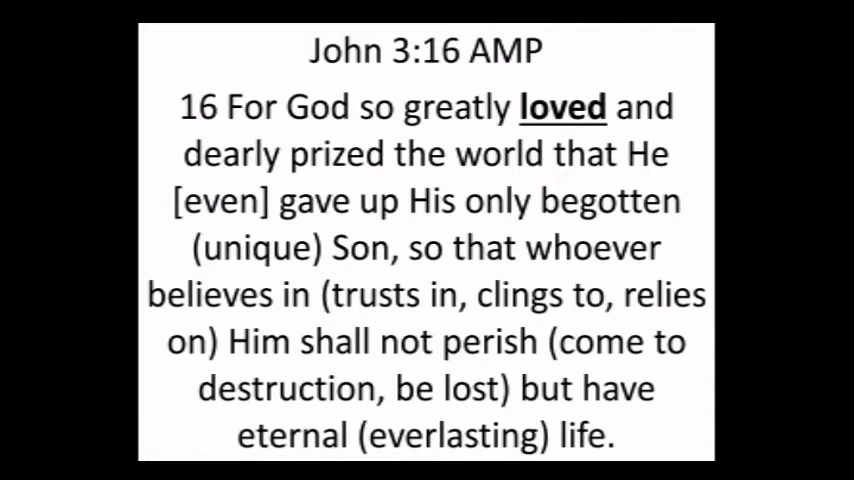 John 3:16 AMP
16 For God so greatly loved and
dearly prized the world that He
[even] gave up His only begotten
(unique) Son, so that whoever
believes in (trusts in, clings to, relies
on) Him shall not perish (come to
destruction, be lost) but have
eternal (everlasting) life.